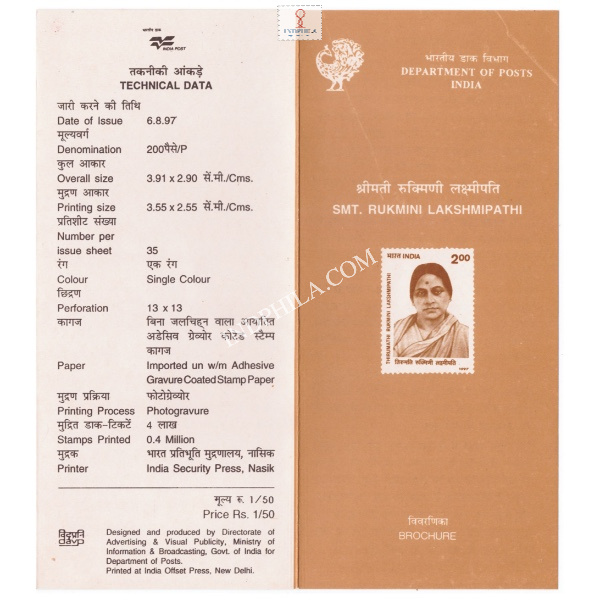 INDIPHILA
भारतीय डाक
INDIA POST
तकनीकी आंकड़े
TECHNICAL DATA
जारी करने की तिथि
Date of Issue 6.8.97
मूल्यवर्ग
Denomination 200पैसे/P
कुल आकार
Overall size 3.91 x 2.90 सें.मी./Cms.
मुद्रण आकार
Printing size 3.55 x 2.55 सें.मी./Cms.
प्रतिशीट संख्या
Number per
issue sheet 35
रंग एक रंग
Colour Single Colour
छिद्रण
Perforation 13 x 13
कागज बिना जलचिह्न वाला आयातित
अडेसिव ग्रेव्योर कोटेड स्टैम्प
कागज
Paper Imported un w/m Adhesive
Gravure Coated Stamp Paper
मुद्रण प्रक्रिया फोटोग्रेव्योर
Printing Process Photogravure
मुद्रित डाक-टिकटें 4 लाख
Stamps Printed 0.4 Million
मुद्रक भारत प्रतिभूति मुद्रणालय, नासिक
Printer India Security Press, Nasik
मूल्य रु. 1/50
Price Rs. 1/50
davp
Designed and produced by Directorate of
Advertising & Visual Publicity, Ministry of
Information & Broadcasting, Govt. of India for
Department of Posts.
Printed at India Offset Press, New Delhi.
भारतीय डाक विभाग
DEPARTMENT OF POSTS
INDIA
श्रीमती रुक्मिणी लक्ष्मीपति
SMT. RUKMINI LAKSHMIPATHI
भारत INDIA 2.00
THIRUMATHI RUKMINI LAKSHMIPATHI
तिरुमति रुक्मिणी लक्ष्मीपति
1997
विवरणिका
BROCHURE
INDIPHILA.COM